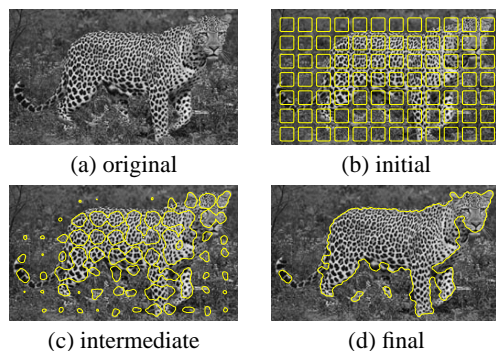 (a) original
(b) initial
(c) intermediate
(d) final